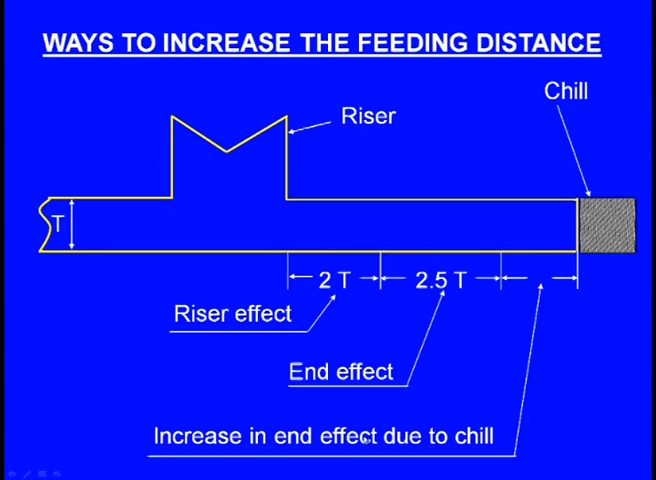 WAYS TO INCREASE THE FEEDING DISTANCE
Chill
Riser
T
2 T
2.5 T
Riser effect
End effect
Increase in end effect due to chill